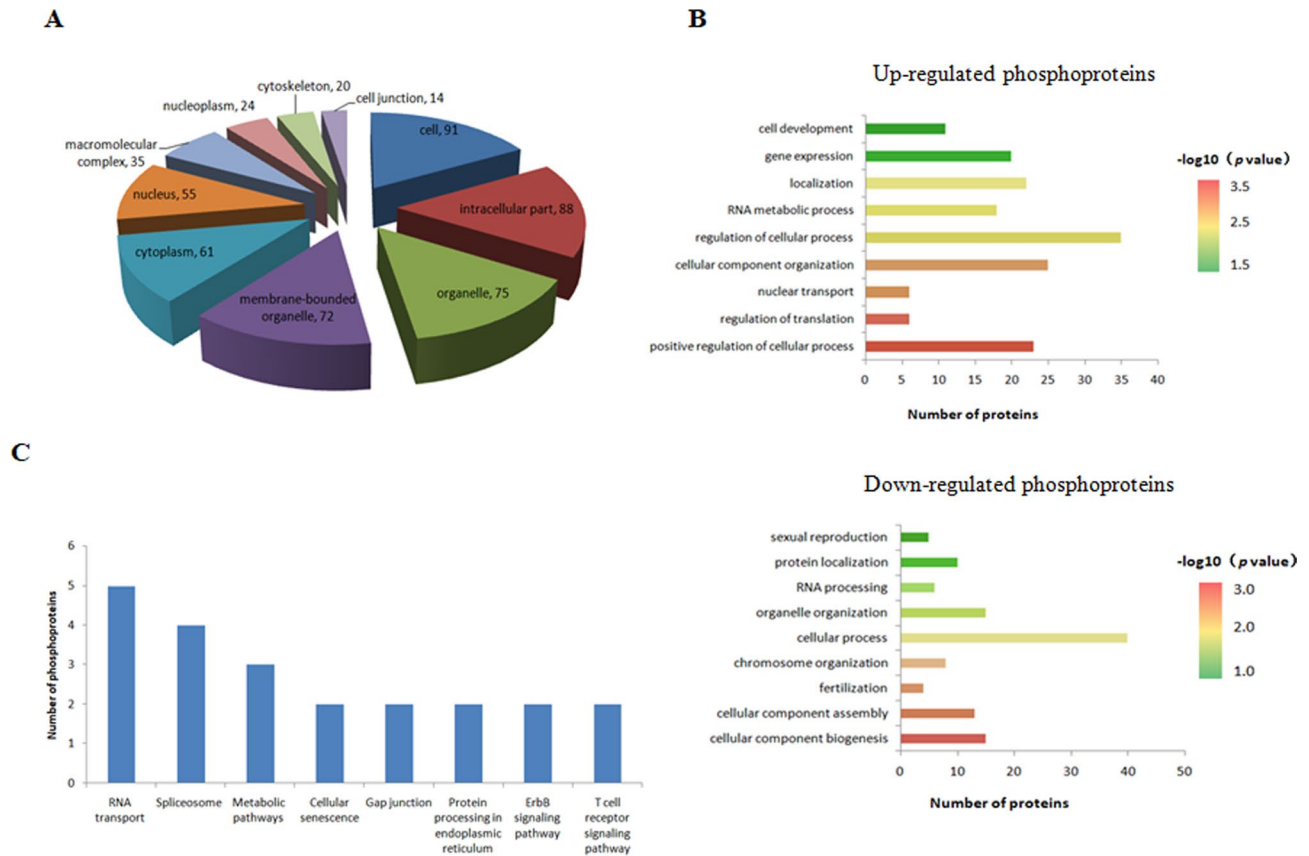 A
cytoskeleton, 20
cell junction, 14
nucleoplasm, 24
cell, 91
macromolecular
complex, 35
nucleus, 55
intracellular part, 88
cytoplasm, 61
organelle, 75
membrane-bounded
organelle, 72
B
Up-regulated phosphoproteins
cell development
gene expression
localization
RNA metabolic process
regulation of cellular process
cellular component organization
nuclear transport
regulation of translation
positive regulation of cellular process
0 5 10 15 20 25 30 35 40
Number of proteins
-log10 (p value)
3.5
2.5
1.5
Down-regulated phosphoproteins
sexual reproduction
protein localization
RNA processing
organelle organization
cellular process
chromosome organization
fertilization
cellular component assembly
cellular component biogenesis
0 10 20 30 40 50
Number of proteins
-log10 (p value)
3.0
2.0
1.0
C
Number of phosphoproteins
6
5
4
3
2
1
0
RNA
transport
Spliceosome
Metabolic
pathways
Cellular
senescence
Gap junction
Protein
processing in
endoplasmic
reticulum
ErbB
signaling
pathway
T cell
receptor
signaling
pathway